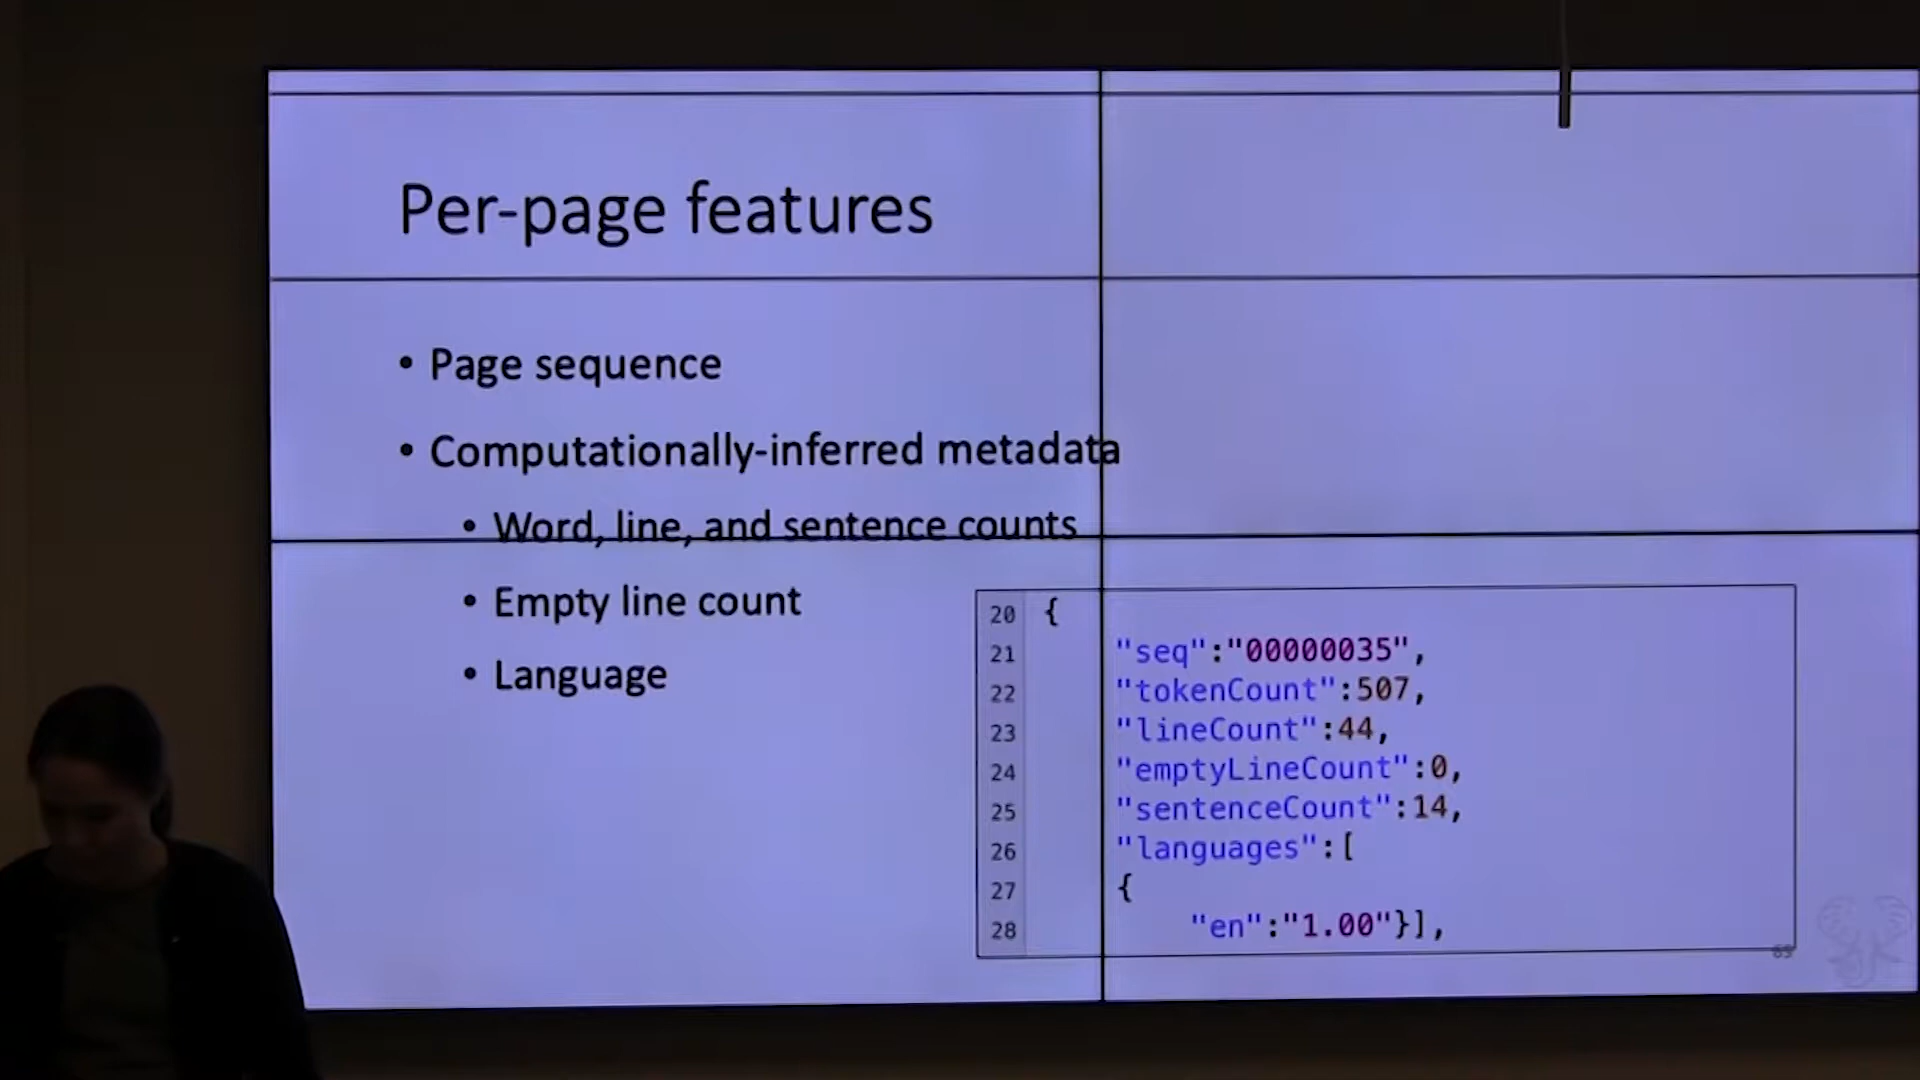 Per-page features
• Page sequence
• Computationally-inferred metadata
• Word, line, and sentence counts
• Empty line count
• Language
20 {
21 "seq":"00000035",
22 "tokenCount":507,
23 "lineCount":44,
24 "emptyLineCount":0,
25 "sentenceCount":14,
26 "languages":[
27 {
28 "en":"1.00"}],